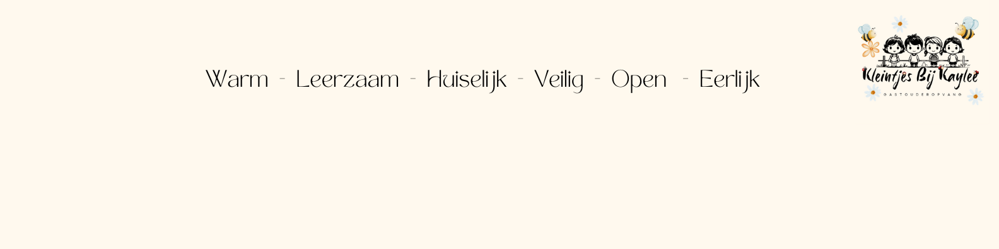 Warm - Leerzaam - Huiselijk - Veilig - Open - Eerlijk
Kleintjes Bij Kaylee
GASTOUDEROPVANG